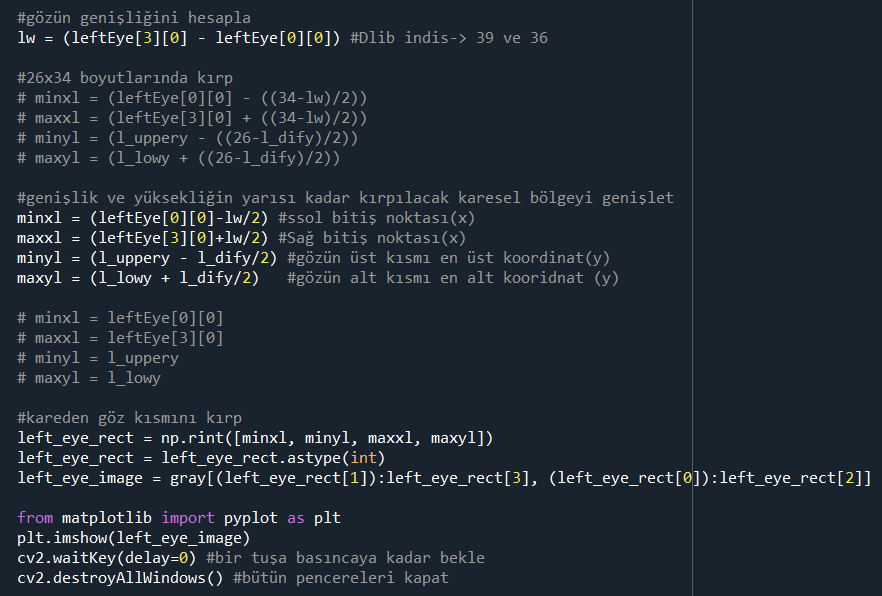 #gözün genişliğini hesapla
lw = (leftEye[3][0] - leftEye[0][0]) #Dlib indis-> 39 ve 36
#26x34 boyutlarında kırp
# minxl = (leftEye[0][0] - ((34-lw)/2))
# maxxl = (leftEye[3][0] + ((34-lw)/2))
# minyl = (l_uppery - ((26-l_dify)/2))
# maxyl = (l_lowy + ((26-l_dify)/2))
#genişlik ve yüksekliğin yarısı kadar kırpılacak karesel bölgeyi genişlet
minxl = (leftEye[0][0]-lw/2) #ssol bitiş noktası(x)
maxxl = (leftEye[3][0]+lw/2) #Sağ bitiş noktası(x)
minyl = (l_uppery - l_dify/2) #gözün üst kısmı en üst koordinat(y)
maxyl = (l_lowy + l_dify/2)   #gözün alt kısmı en alt kooridnat (y)
# minxl = leftEye[0][0]
# maxxl = leftEye[3][0]
# minyl = l_uppery
# maxyl = l_lowy
#kareden göz kısmını kırp
left_eye_rect = np.rint([minxl, minyl, maxxl, maxyl])
left_eye_rect = left_eye_rect.astype(int)
left_eye_image = gray[(left_eye_rect[1]):left_eye_rect[3], (left_eye_rect[0]):left_eye_rect[2]]
from matplotlib import pyplot as plt
plt.imshow(left_eye_image)
cv2.waitKey(delay=0) #bir tuşa basıncaya kadar bekle
cv2.destroyAllWindows() #bütün pencereleri kapat